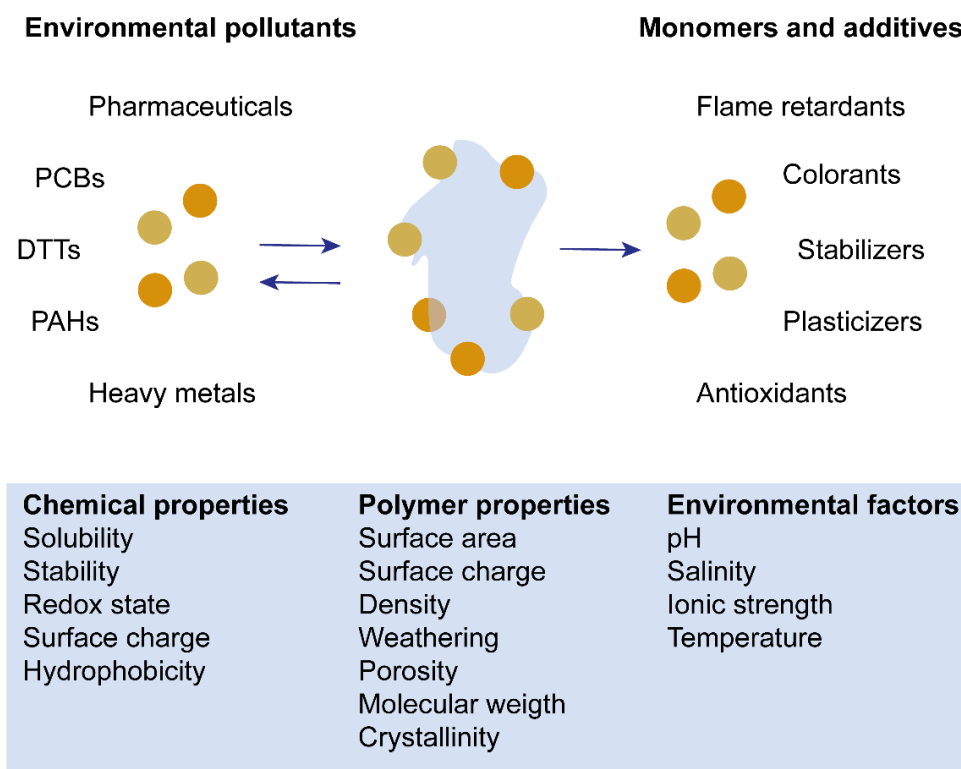 Environmental pollutants
Monomers and additives
Pharmaceuticals
PCBs
DTTs
PAHs
Heavy metals
Flame retardants
Colorants
Stabilizers
Plasticizers
Antioxidants
Chemical properties
Solubility
Stability
Redox state
Surface charge
Hydrophobicity
Polymer properties
Surface area
Surface charge
Density
Weathering
Porosity
Molecular weigth
Crystallinity
Environmental factors
pH
Salinity
Ionic strength
Temperature